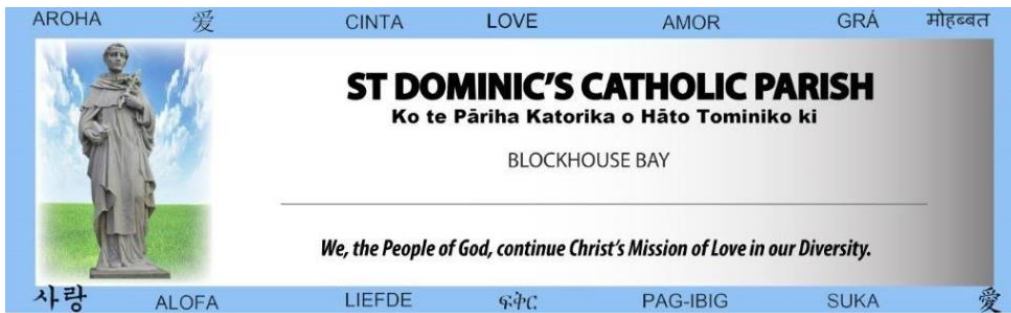 AROHA 爱 CINTA LOVE AMOR GRÁ मोहब्बत
ST DOMINIC'S CATHOLIC PARISH
Ko te Pāriha Katorika o Hāto Tominiko ki
BLOCKHOUSE BAY
We, the People of God, continue Christ's Mission of Love in our Diversity.
사랑 ALOFA LIEFDE ፍቅር PAG-IBIG SUKA 愛